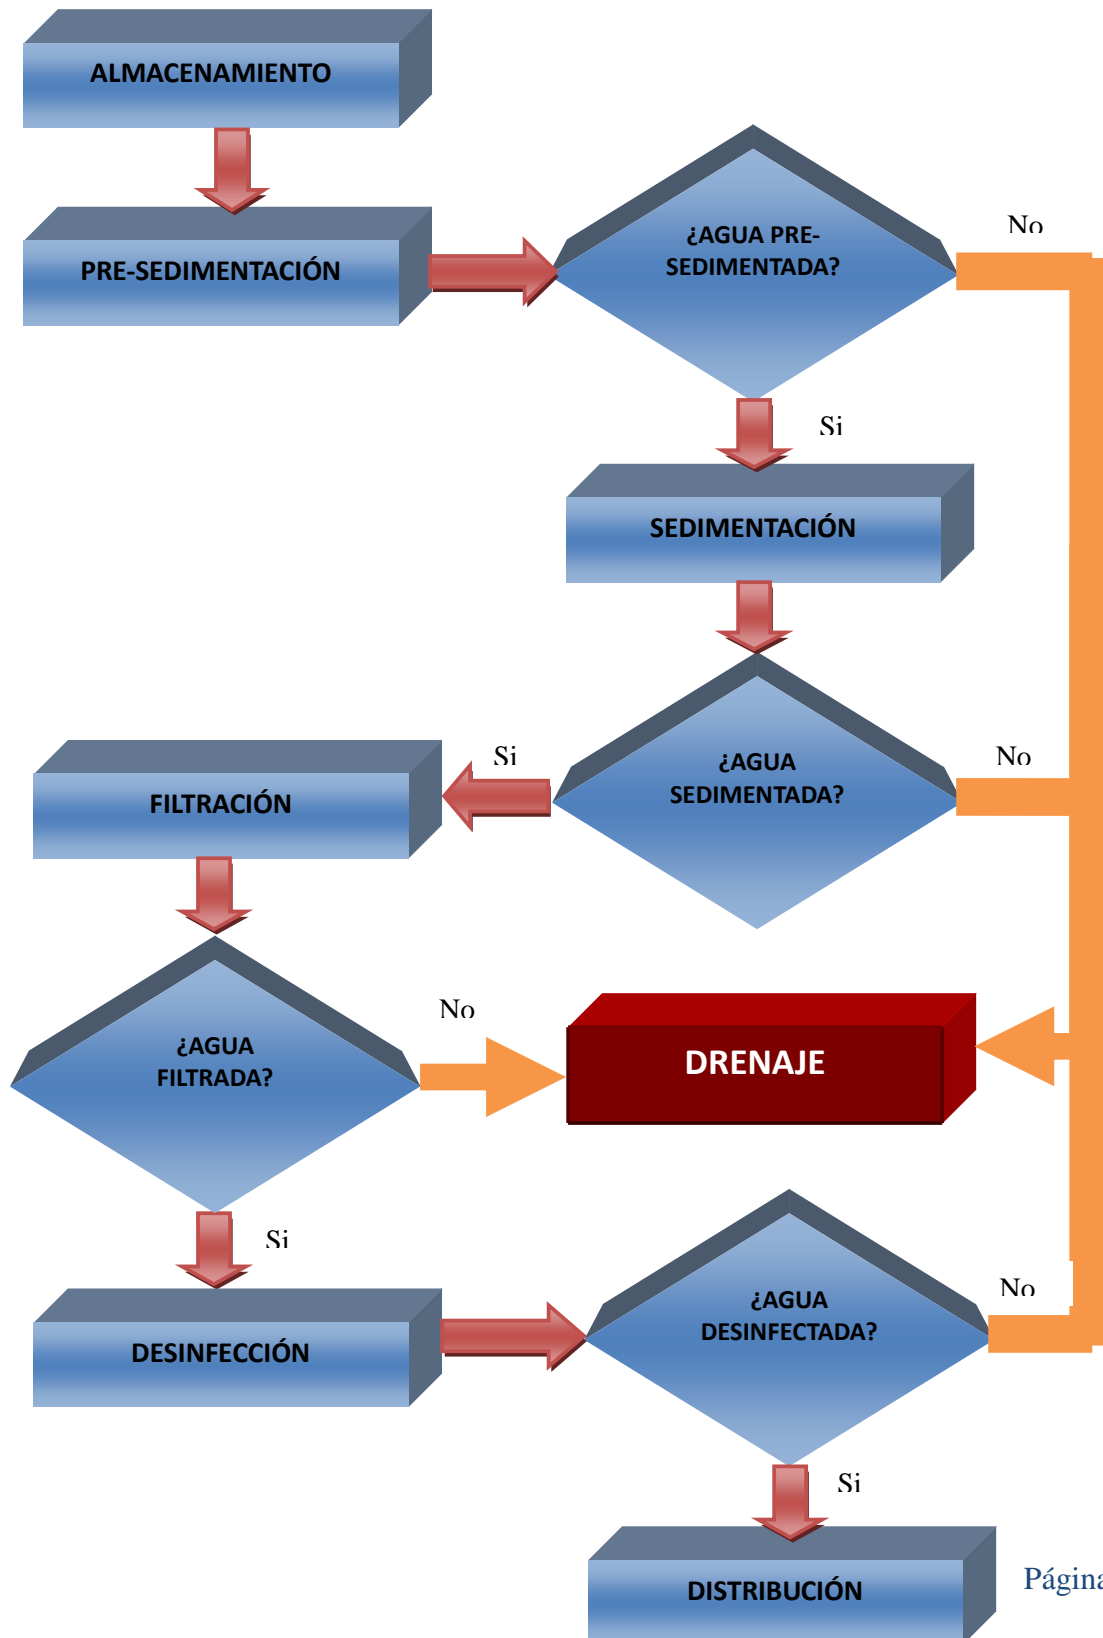 ALMACENAMIENTO
PRE-SEDIMENTACIÓN
¿AGUA PRE-
SEDIMENTADA?
No
Si
SEDIMENTACIÓN
¿AGUA
SEDIMENTADA?
No
Si
FILTRACIÓN
¿AGUA
FILTRADA?
No
DRENAJE
Si
DESINFECCIÓN
¿AGUA
DESINFECTADA?
No
Si
DISTRIBUCIÓN
Página